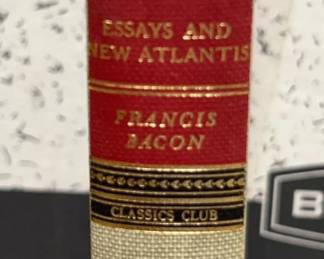 ESSAYS AND
NEW ATLANTIS
FRANCIS
BACON
CLASSICS CLUB